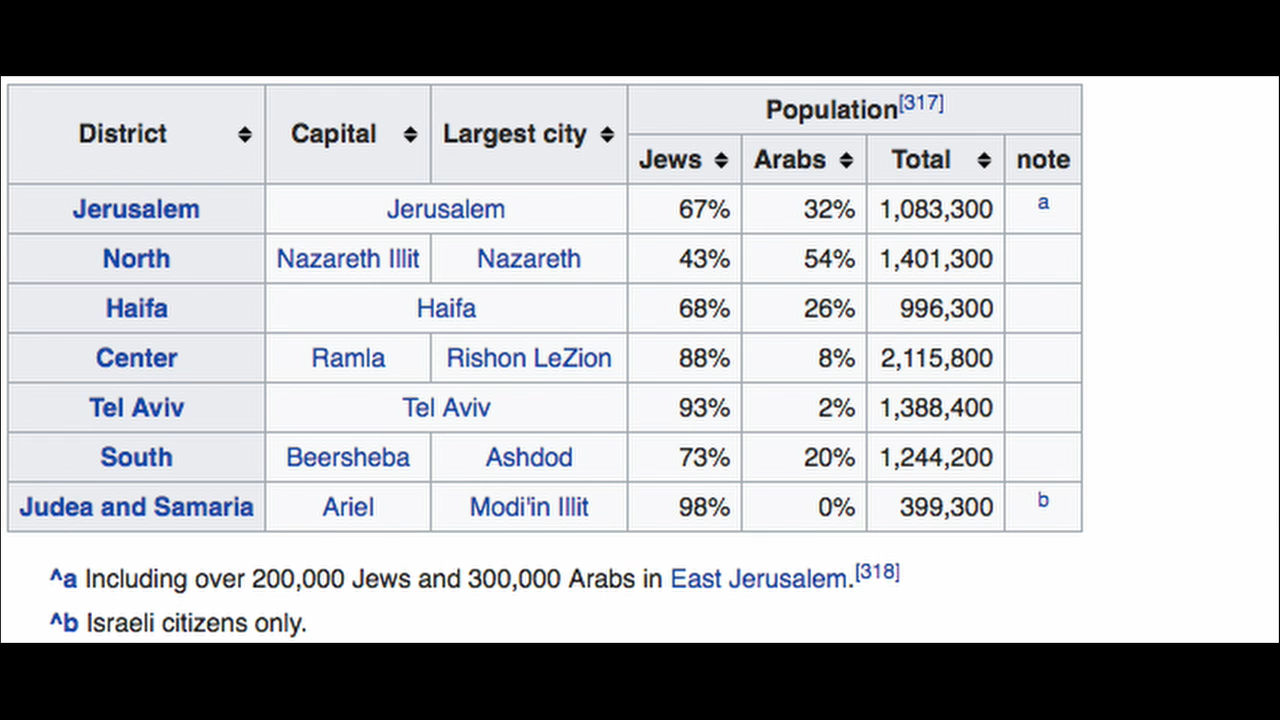 District Capital Largest city Population[317]
Jews Arabs Total note
Jerusalem Jerusalem 67% 32% 1,083,300 a
North Nazareth Illit Nazareth 43% 54% 1,401,300
Haifa Haifa 68% 26% 996,300
Center Ramla Rishon LeZion 88% 8% 2,115,800
Tel Aviv Tel Aviv 93% 2% 1,388,400
South Beersheba Ashdod 73% 20% 1,244,200
Judea and Samaria Ariel Modi'in Illit 98% 0% 399,300 b
^a Including over 200,000 Jews and 300,000 Arabs in East Jerusalem.[318]
^b Israeli citizens only.